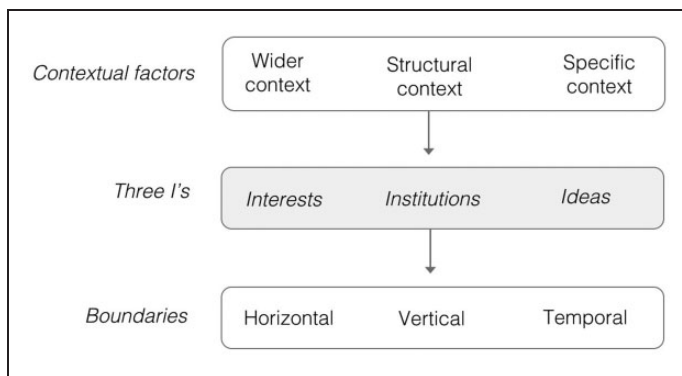 Contextual factors
Wider context
Structural context
Specific context
Three I's
Interests
Institutions
Ideas
Boundaries
Horizontal
Vertical
Temporal